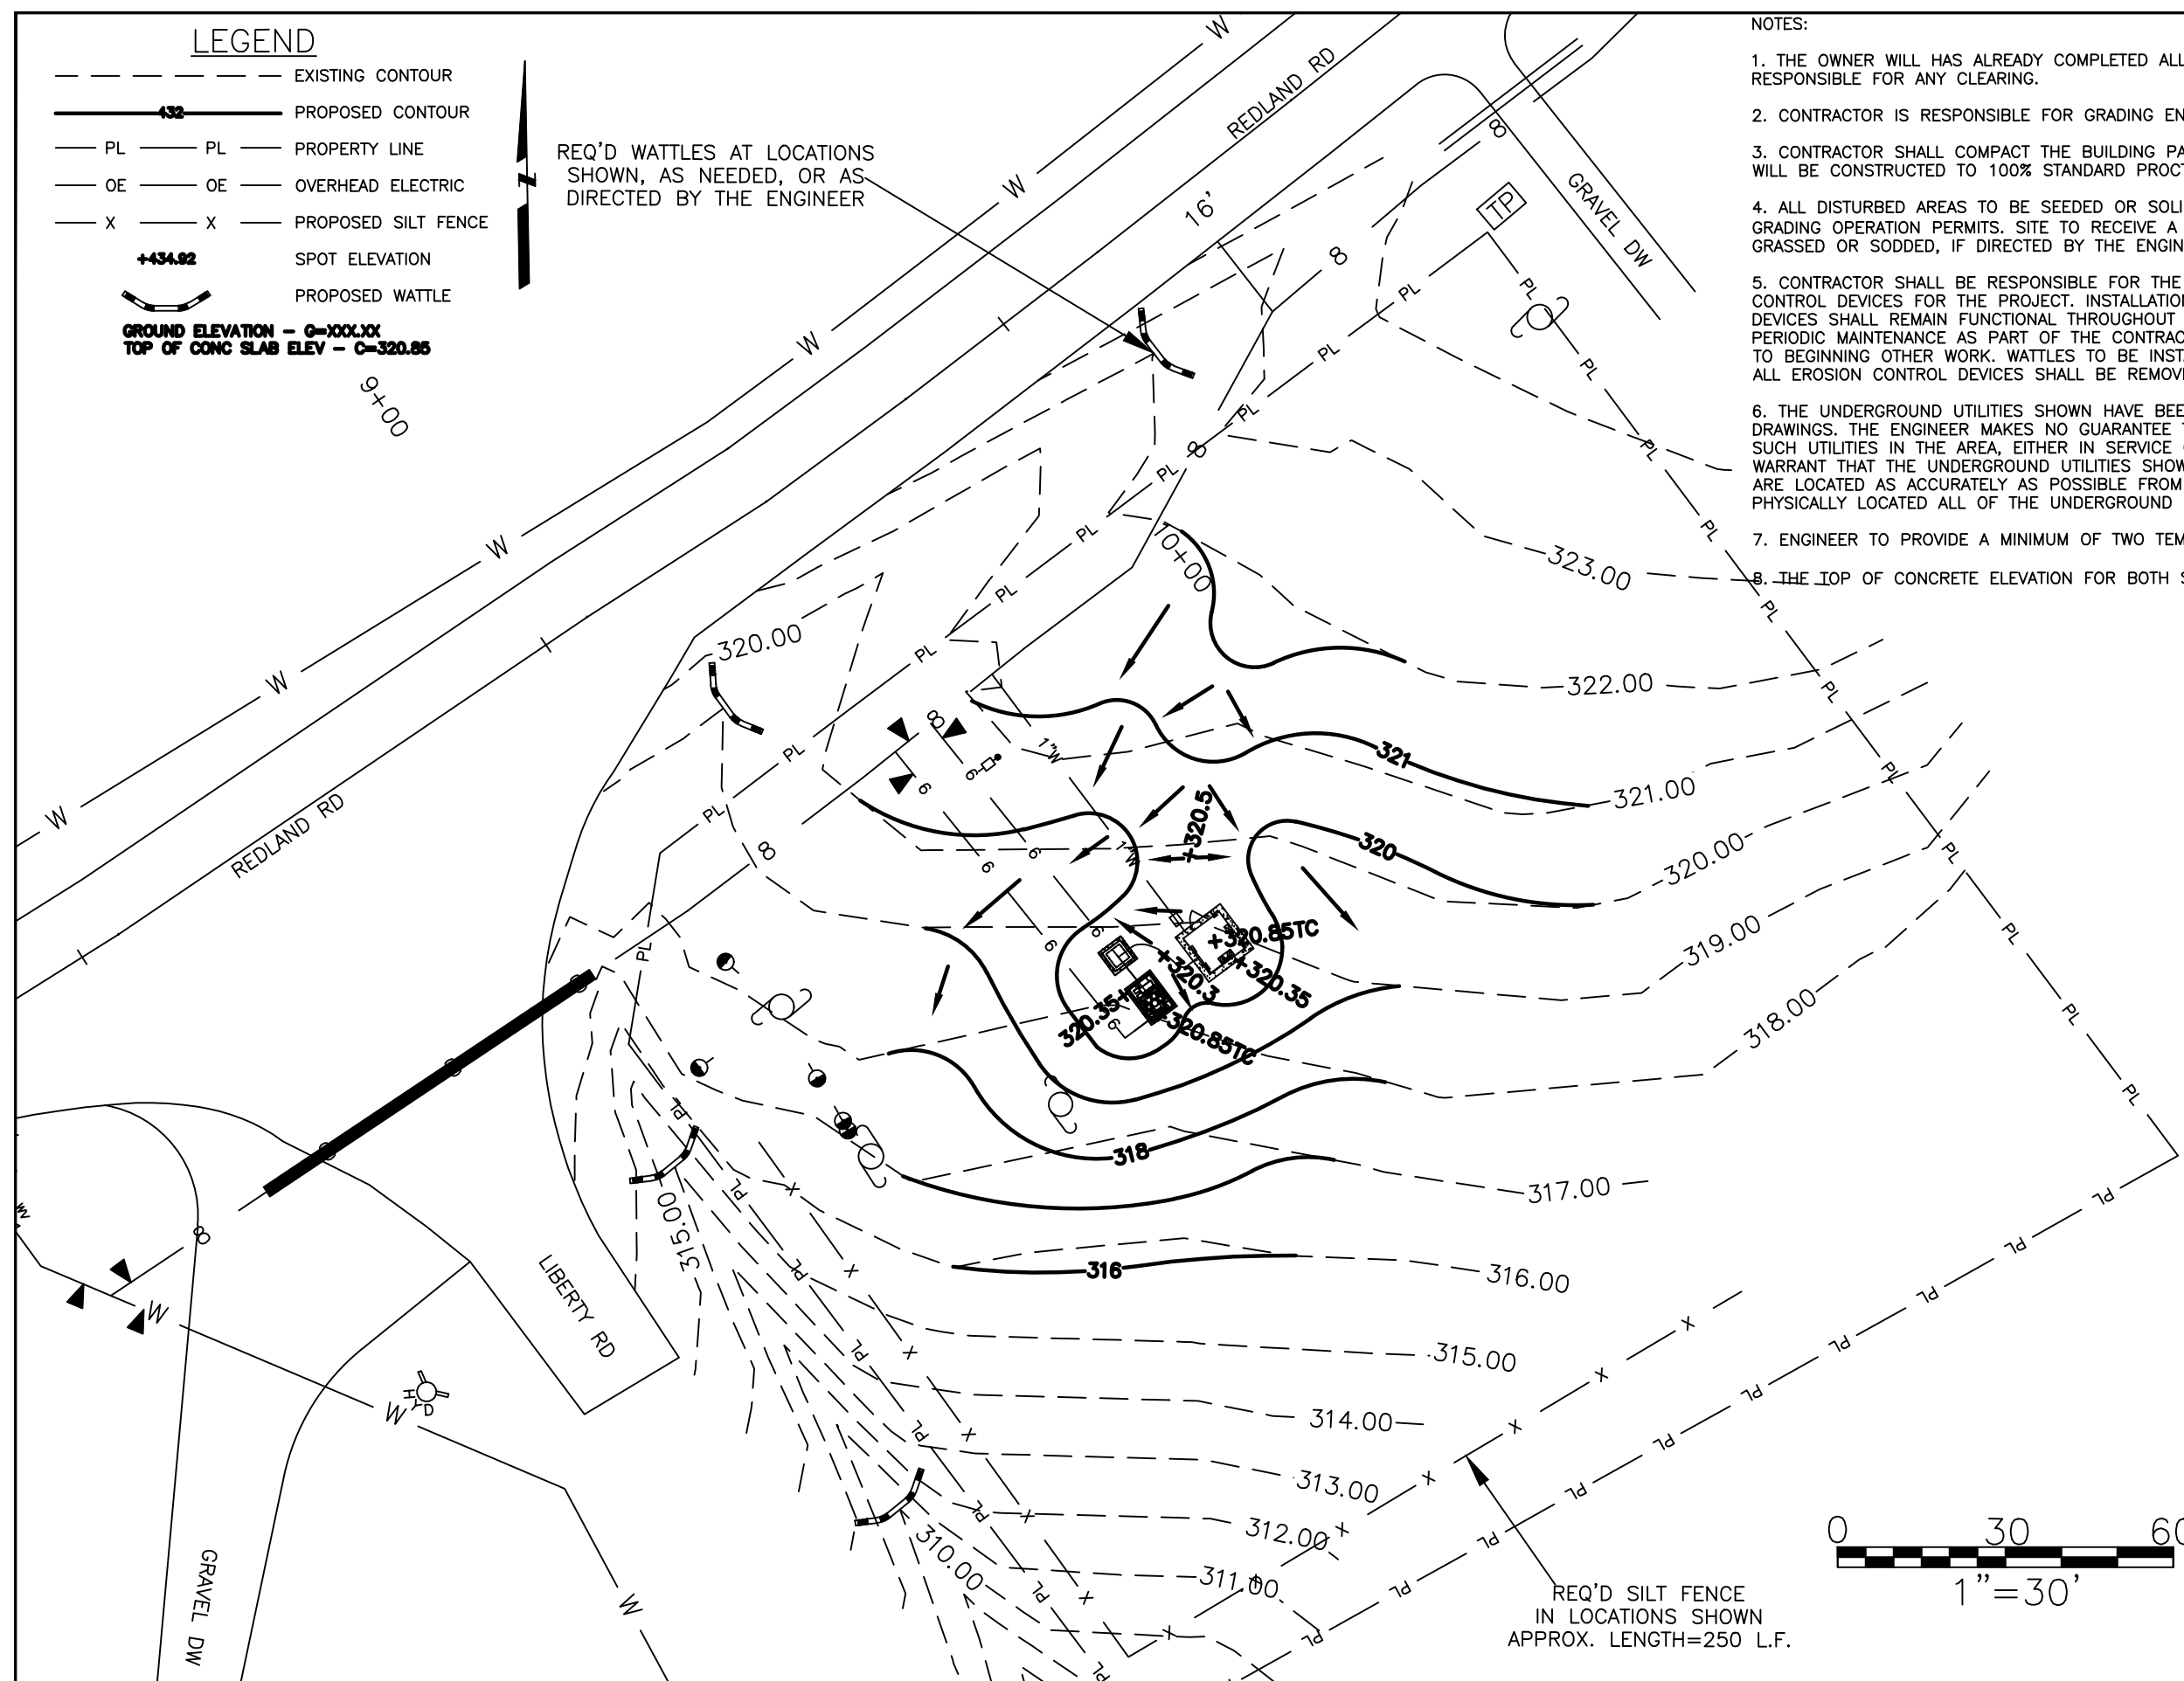 LEGEND
EXISTING CONTOUR
432
PROPOSED CONTOUR
PL PL PROPERTY LINE
OE OE OVERHEAD ELECTRIC
X X PROPOSED SILT FENCE
+434.92 SPOT ELEVATION
PROPOSED WATTLE
GROUND ELEVATION - G=XXX.XX
TOP OF CONC SLAB ELEV - C=320.85
REQ'D WATTLES AT LOCATIONS
SHOWN, AS NEEDED, OR AS
DIRECTED BY THE ENGINEER
NOTES:
1. THE OWNER WILL HAS ALREADY COMPLETED ALL
RESPONSIBLE FOR ANY CLEARING.
2. CONTRACTOR IS RESPONSIBLE FOR GRADING
3. CONTRACTOR SHALL COMPACT THE BUILDING
WILL BE CONSTRUCTED TO 100% STANDARD
4. ALL DISTURBED AREAS TO BE SEEDED OR
GRADING OPERATION PERMITS. SITE TO RECEIVE A
GRASSED OR SODDED, IF DIRECTED BY THE
5. CONTRACTOR SHALL BE RESPONSIBLE FOR THE
CONTROL DEVICES FOR THE PROJECT.
DEVICES SHALL REMAIN FUNCTIONAL THROUGHOUT
PERIODIC MAINTENANCE AS PART OF THE
TO BEGINNING OTHER WORK. WATTLES TO BE
ALL EROSION CONTROL DEVICES SHALL BE
6. THE UNDERGROUND UTILITIES SHOWN HAVE
DRAWINGS. THE ENGINEER MAKES NO GUARANTEE
SUCH UTILITIES IN THE AREA, EITHER IN SERVICE
WARRANT THAT THE UNDERGROUND UTILITIES
ARE LOCATED AS ACCURATELY AS POSSIBLE FROM
PHYSICALLY LOCATED ALL OF THE UNDERGROUND
7. ENGINEER TO PROVIDE A MINIMUM OF TWO
8. THE TOP OF CONCRETE ELEVATION FOR BOTH
REDLAND RD
16'
TP
GRAVEL DW
9+00
10+00
323.00
322.00
320.00
321
321.00
+320.5
320
320.00
1"W
1"W
319.00
+320.85TC
+320.3
+320.35
320.35+
+320.85TC
318.00
REDLAND RD
318
317.00
316
316.00
315.00
315.00
314.00
313.00
312.00
311.00
310.00
LIBERTY RD
HYD
GRAVEL DW
REQ'D SILT FENCE
IN LOCATIONS SHOWN
APPROX. LENGTH=250 L.F.
0 30
1"=30'